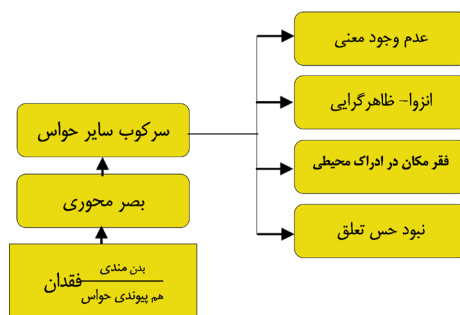 عدم وجود معنی
انزوا- ظاهرگرایی
سرکوب سایر حواس
فقر مکان در ادراک محیطی
بصر محوری
نبود حس تعلق
بدن مندی
فقدان
هم پیوندی حواس